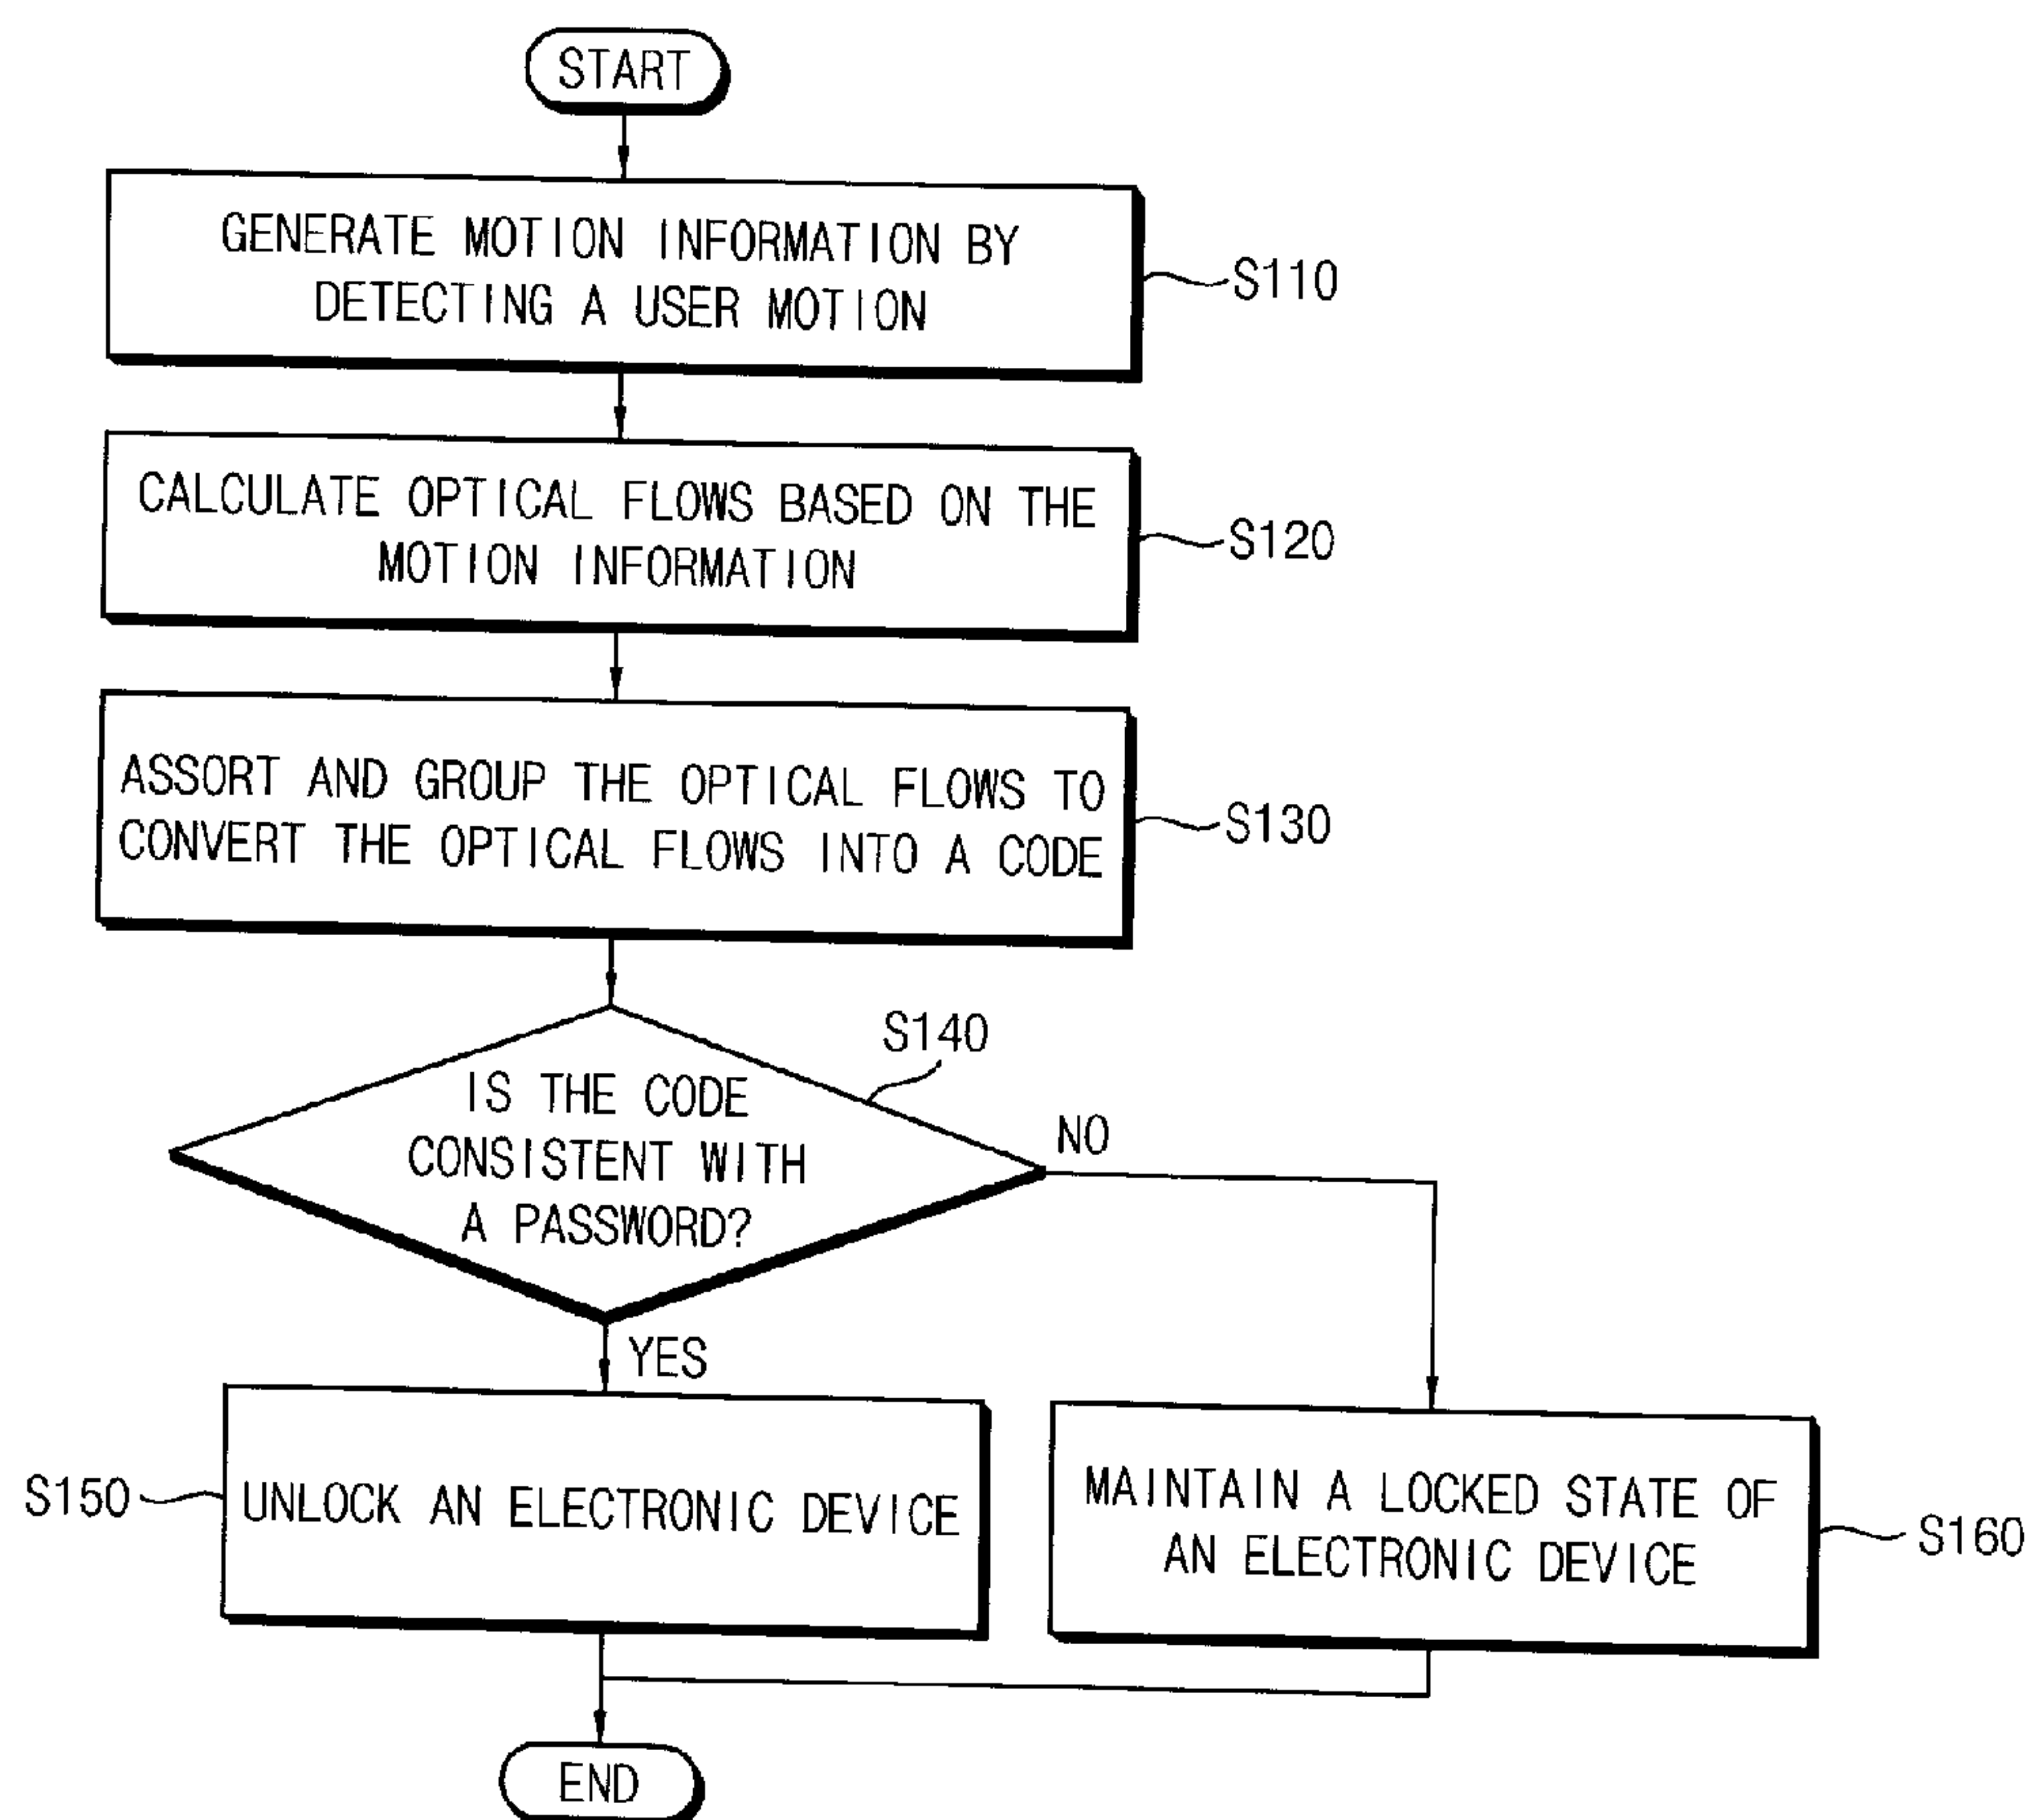 START
GENERATE MOTION INFORMATION BY
DETECTING A USER MOTION
S110
CALCULATE OPTICAL FLOWS BASED ON THE
MOTION INFORMATION
S120
ASSORT AND GROUP THE OPTICAL FLOWS TO
CONVERT THE OPTICAL FLOWS INTO A CODE
S130
S140
IS THE CODE
CONSISTENT WITH
A PASSWORD?
NO
YES
S150
UNLOCK AN ELECTRONIC DEVICE
MAINTAIN A LOCKED STATE OF
AN ELECTRONIC DEVICE
S160
END